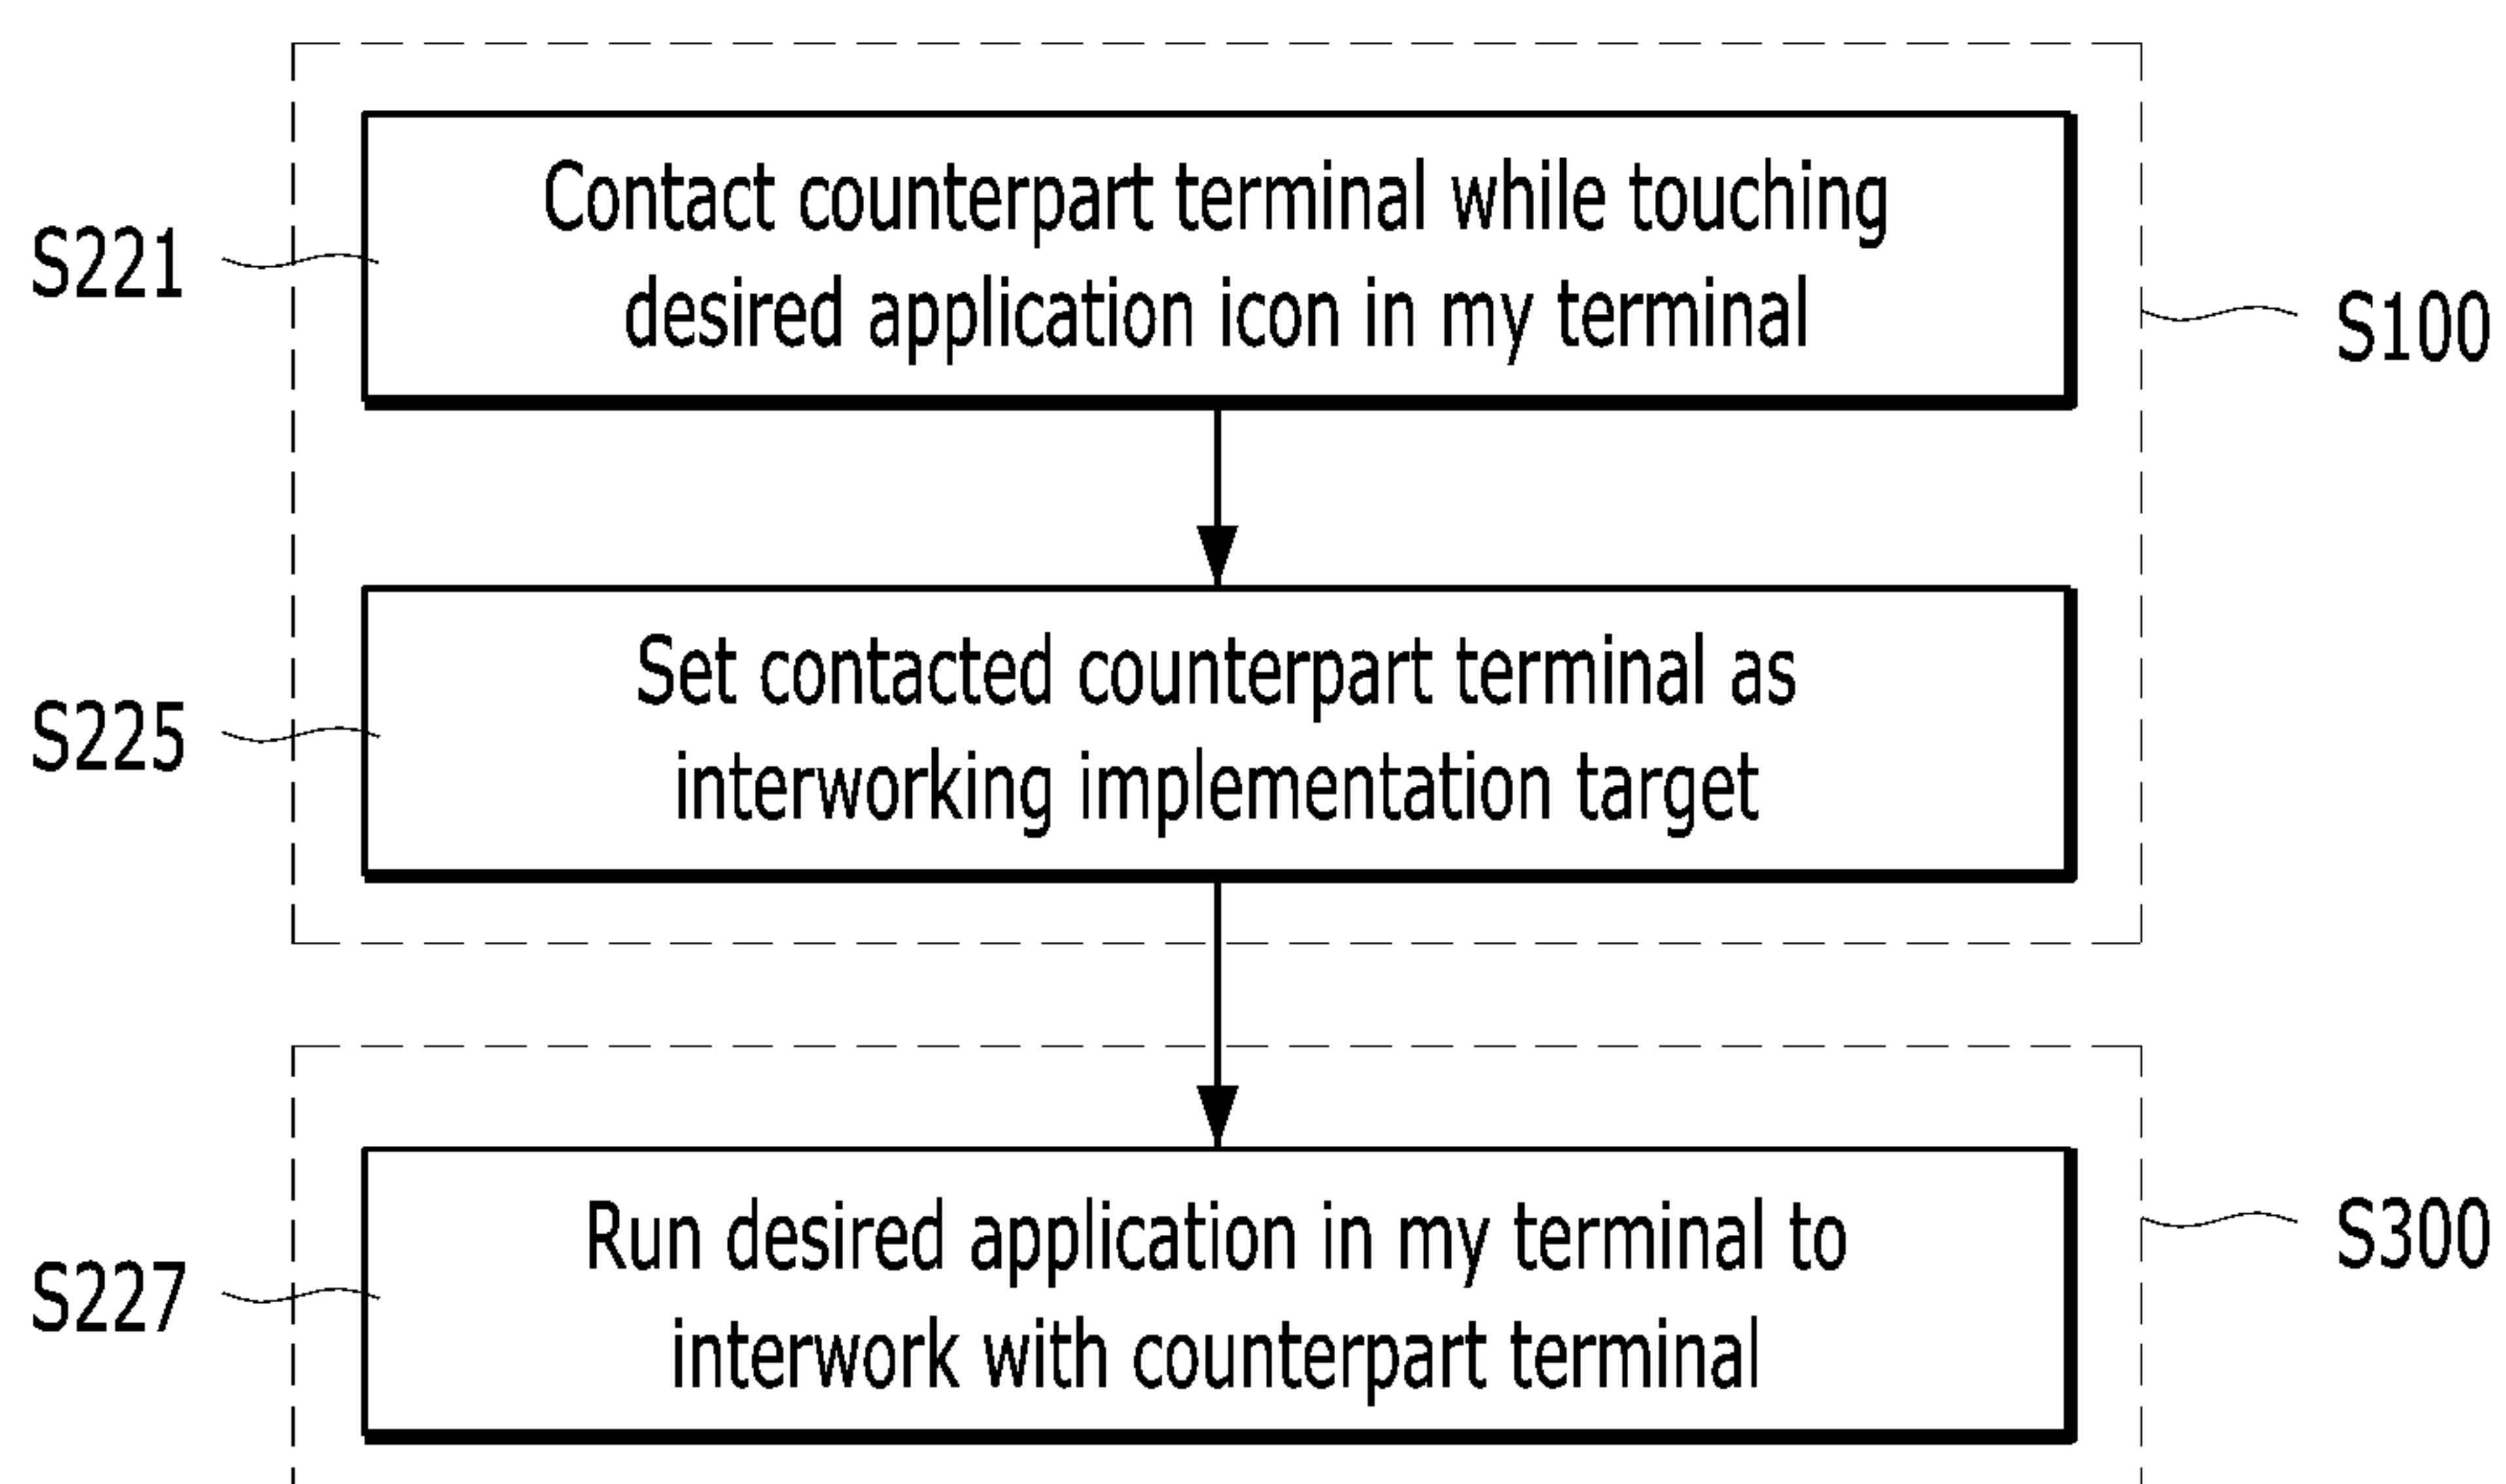 Contact counterpart terminal while touching
desired application icon in my terminal
S221
S100
Set contacted counterpart terminal as
interworking implementation target
S225
Run desired application in my terminal to
interwork with counterpart terminal
S227
S300